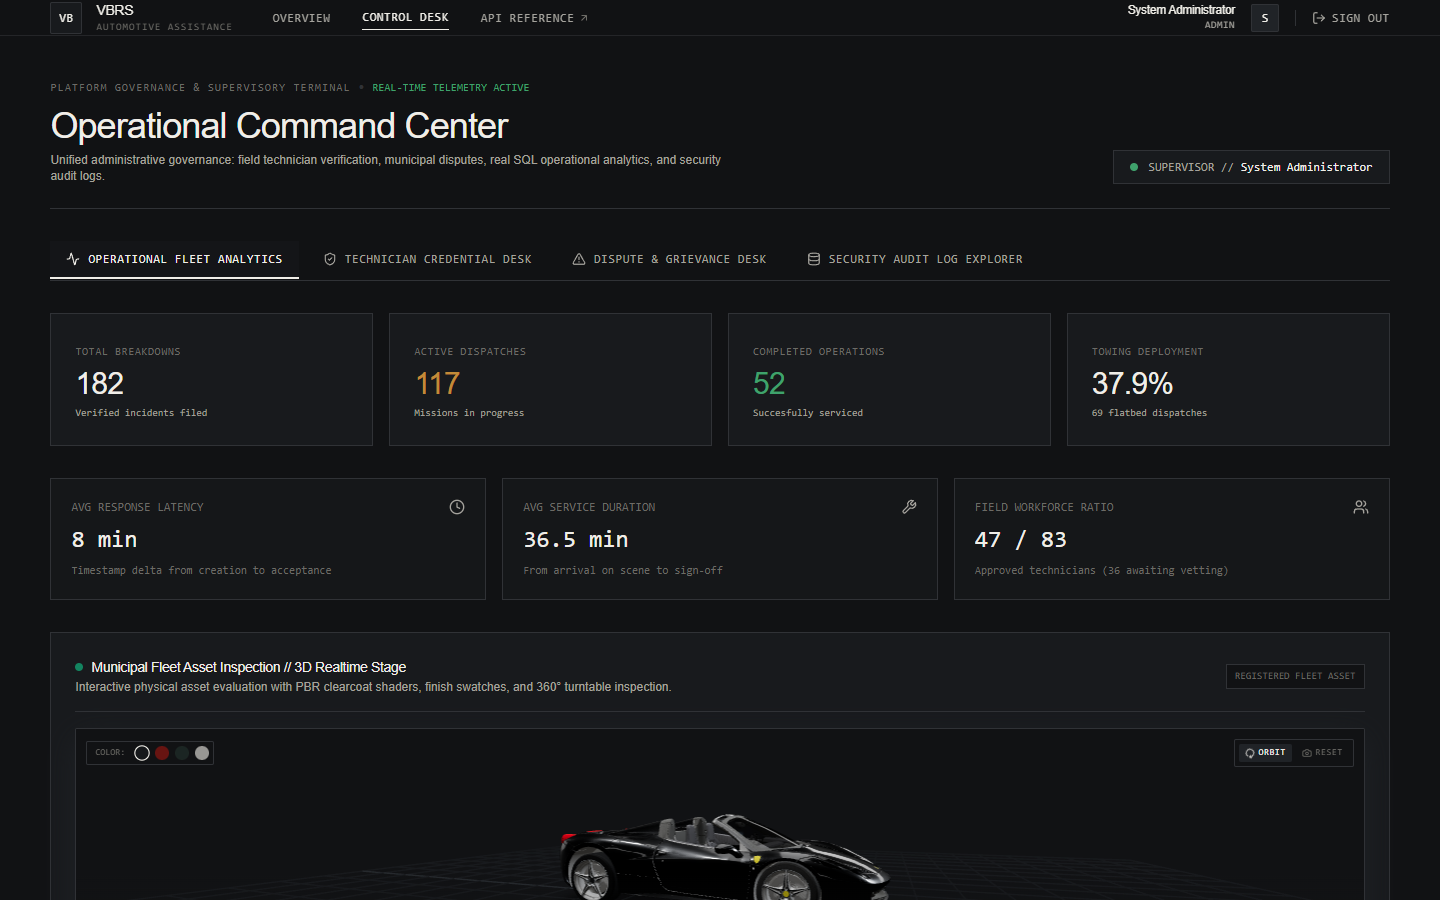 VB
VBRS
AUTOMOTIVE ASSISTANCE
OVERVIEW
CONTROL DESK
API REFERENCE ↗
System Administrator
ADMIN
S
SIGN OUT
PLATFORM GOVERNANCE & SUPERVISORY TERMINAL
REAL-TIME TELEMETRY ACTIVE
Operational Command Center
Unified administrative governance: field technician verification, municipal disputes, real SQL operational analytics, and security
audit logs.
SUPERVISOR // System Administrator
OPERATIONAL FLEET ANALYTICS
TECHNICIAN CREDENTIAL DESK
DISPUTE & GRIEVANCE DESK
SECURITY AUDIT LOG EXPLORER
TOTAL BREAKDOWNS
182
Verified incidents filed
ACTIVE DISPATCHES
117
Missions in progress
COMPLETED OPERATIONS
52
Succesfully serviced
TOWING DEPLOYMENT
37.9%
69 flatbed dispatches
AVG RESPONSE LATENCY
8 min
Timestamp delta from creation to acceptance
AVG SERVICE DURATION
36.5 min
From arrival on scene to sign-off
FIELD WORKFORCE RATIO
47 / 83
Approved technicians (36 awaiting vetting)
Municipal Fleet Asset Inspection // 3D Realtime Stage
Interactive physical asset evaluation with PBR clearcoat shaders, finish swatches, and 360° turntable inspection.
REGISTERED FLEET ASSET
COLOR:
ORBIT
RESET